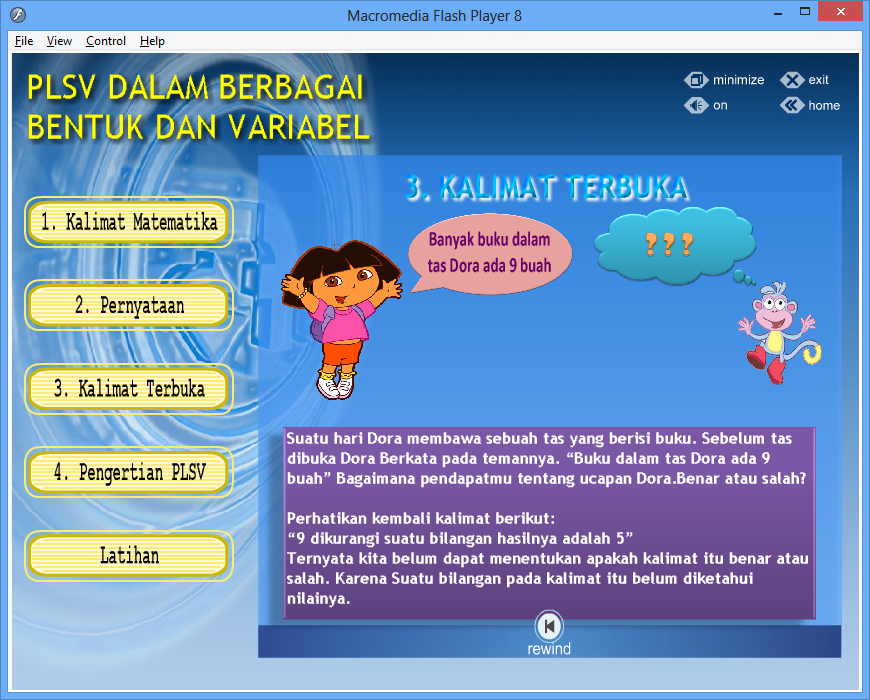 Macromedia Flash Player 8
File View Control Help
PLSV DALAM BERBAGAI
BENTUK DAN VARIABEL
minimize exit
on home
1. Kalimat Matematika
2. Pernyataan
3. Kalimat Terbuka
4. Pengertian PLSV
Latihan
3. KALIMAT TERBUKA
Banyak buku dalam
tas Dora ada 9 buah
? ? ?
Suatu hari Dora membawa sebuah tas yang berisi buku. Sebelum tas
dibuka Dora Berkata pada temannya. “Buku dalam tas Dora ada 9
buah” Bagaimana pendapatmu tentang ucapan Dora.Benar atau salah?
Perhatikan kembali kalimat berikut:
“9 dikurangi suatu bilangan hasilnya adalah 5”
Ternyata kita belum dapat menentukan apakah kalimat itu benar atau
salah. Karena Suatu bilangan pada kalimat itu belum diketahui
nilainya.
rewind